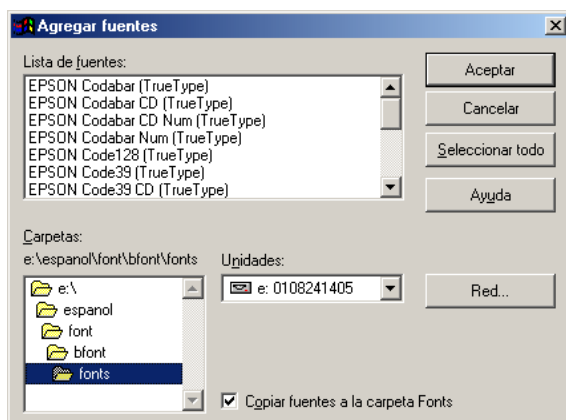 Agregar fuentes
Lista de fuentes:
EPSON Codabar (TrueType)
EPSON Codabar CD (TrueType)
EPSON Codabar CD Num (TrueType)
EPSON Codabar Num (TrueType)
EPSON Code128 (TrueType)
EPSON Code39 (TrueType)
EPSON Code39 CD (TrueType)
Aceptar
Cancelar
Seleccionar todo
Ayuda
Carpetas:
e:\espanol\font\bfont\fonts
e:\
espanol
font
bfont
fonts
Unidades:
e: 0108241405
Red...
Copiar fuentes a la carpeta Fonts